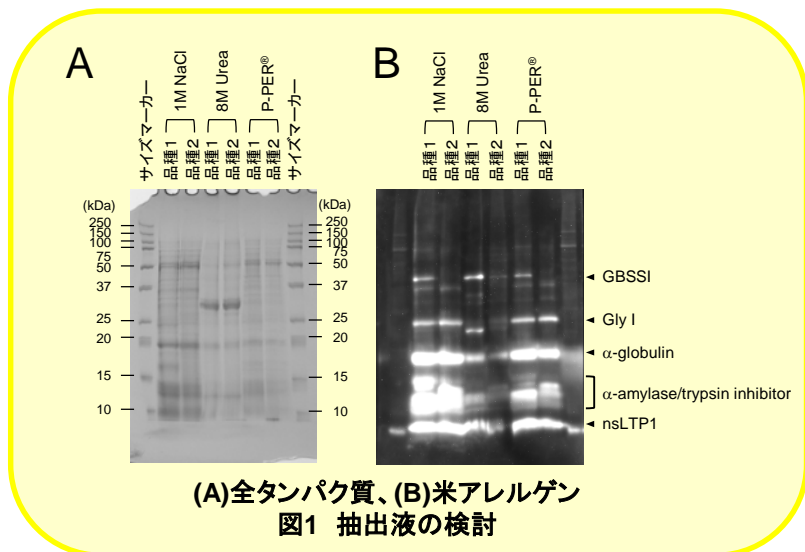 A
サイズマーカー
1M NaCl
8M Urea
P-PER®
品種1
品種2
品種1
品種2
品種1
品種2
サイズマーカー
(kDa)
250
150
100
75
50
37
25
20
15
10
(kDa)
250
150
100
75
50
37
25
20
15
10
B
1M NaCl
8M Urea
P-PER®
品種1
品種2
品種1
品種2
品種1
品種2
GBSSI
Gly I
α-globulin
α-amylase/trypsin inhibitor
nsLTP1
(A)全タンパク質、(B)米アレルゲン
図1 抽出液の検討